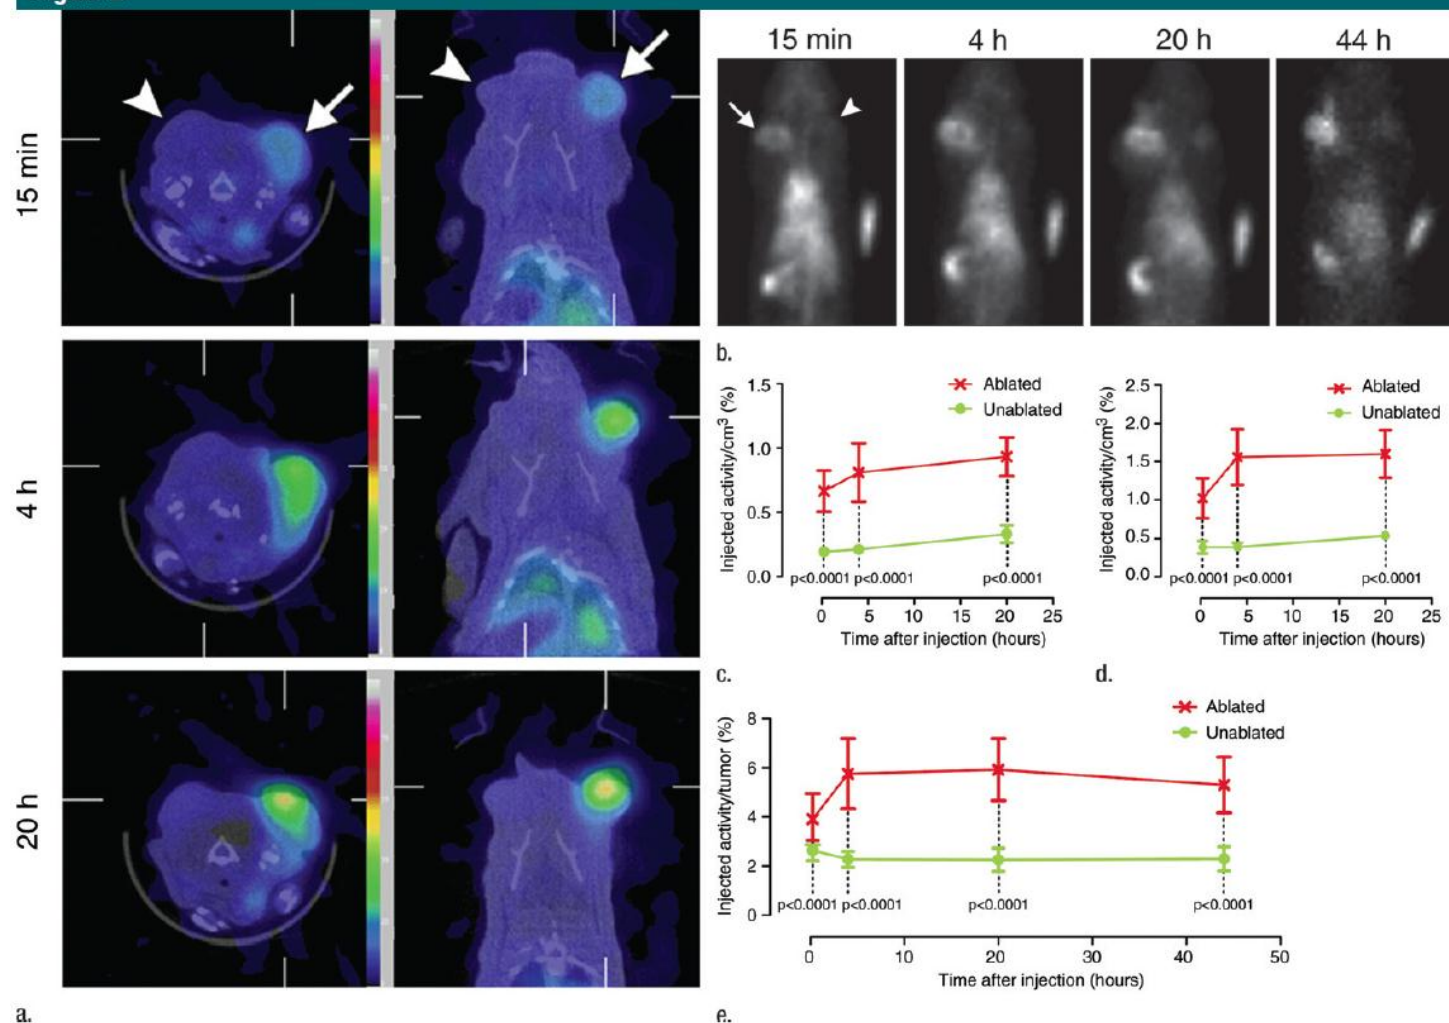 15 min
4 h
20 h
a.
15 min
4 h
20 h
44 h
b.
Injected activity/cm³ (%)
1.5
1.0
0.5
0.0
Ablated
Unablated
p<0.0001
p<0.0001
p<0.0001
0
5
10
15
20
25
Time after injection (hours)
c.
Injected activity/cm³ (%)
2.5
2.0
1.5
1.0
0.5
0.0
Ablated
Unablated
p<0.0001
p<0.0001
p<0.0001
0
5
10
15
20
25
Time after injection (hours)
d.
Injected activity/tumor (%)
8
6
4
2
0
Ablated
Unablated
p<0.0001
p<0.0001
p<0.0001
p<0.0001
0
10
20
30
40
50
Time after injection (hours)
e.